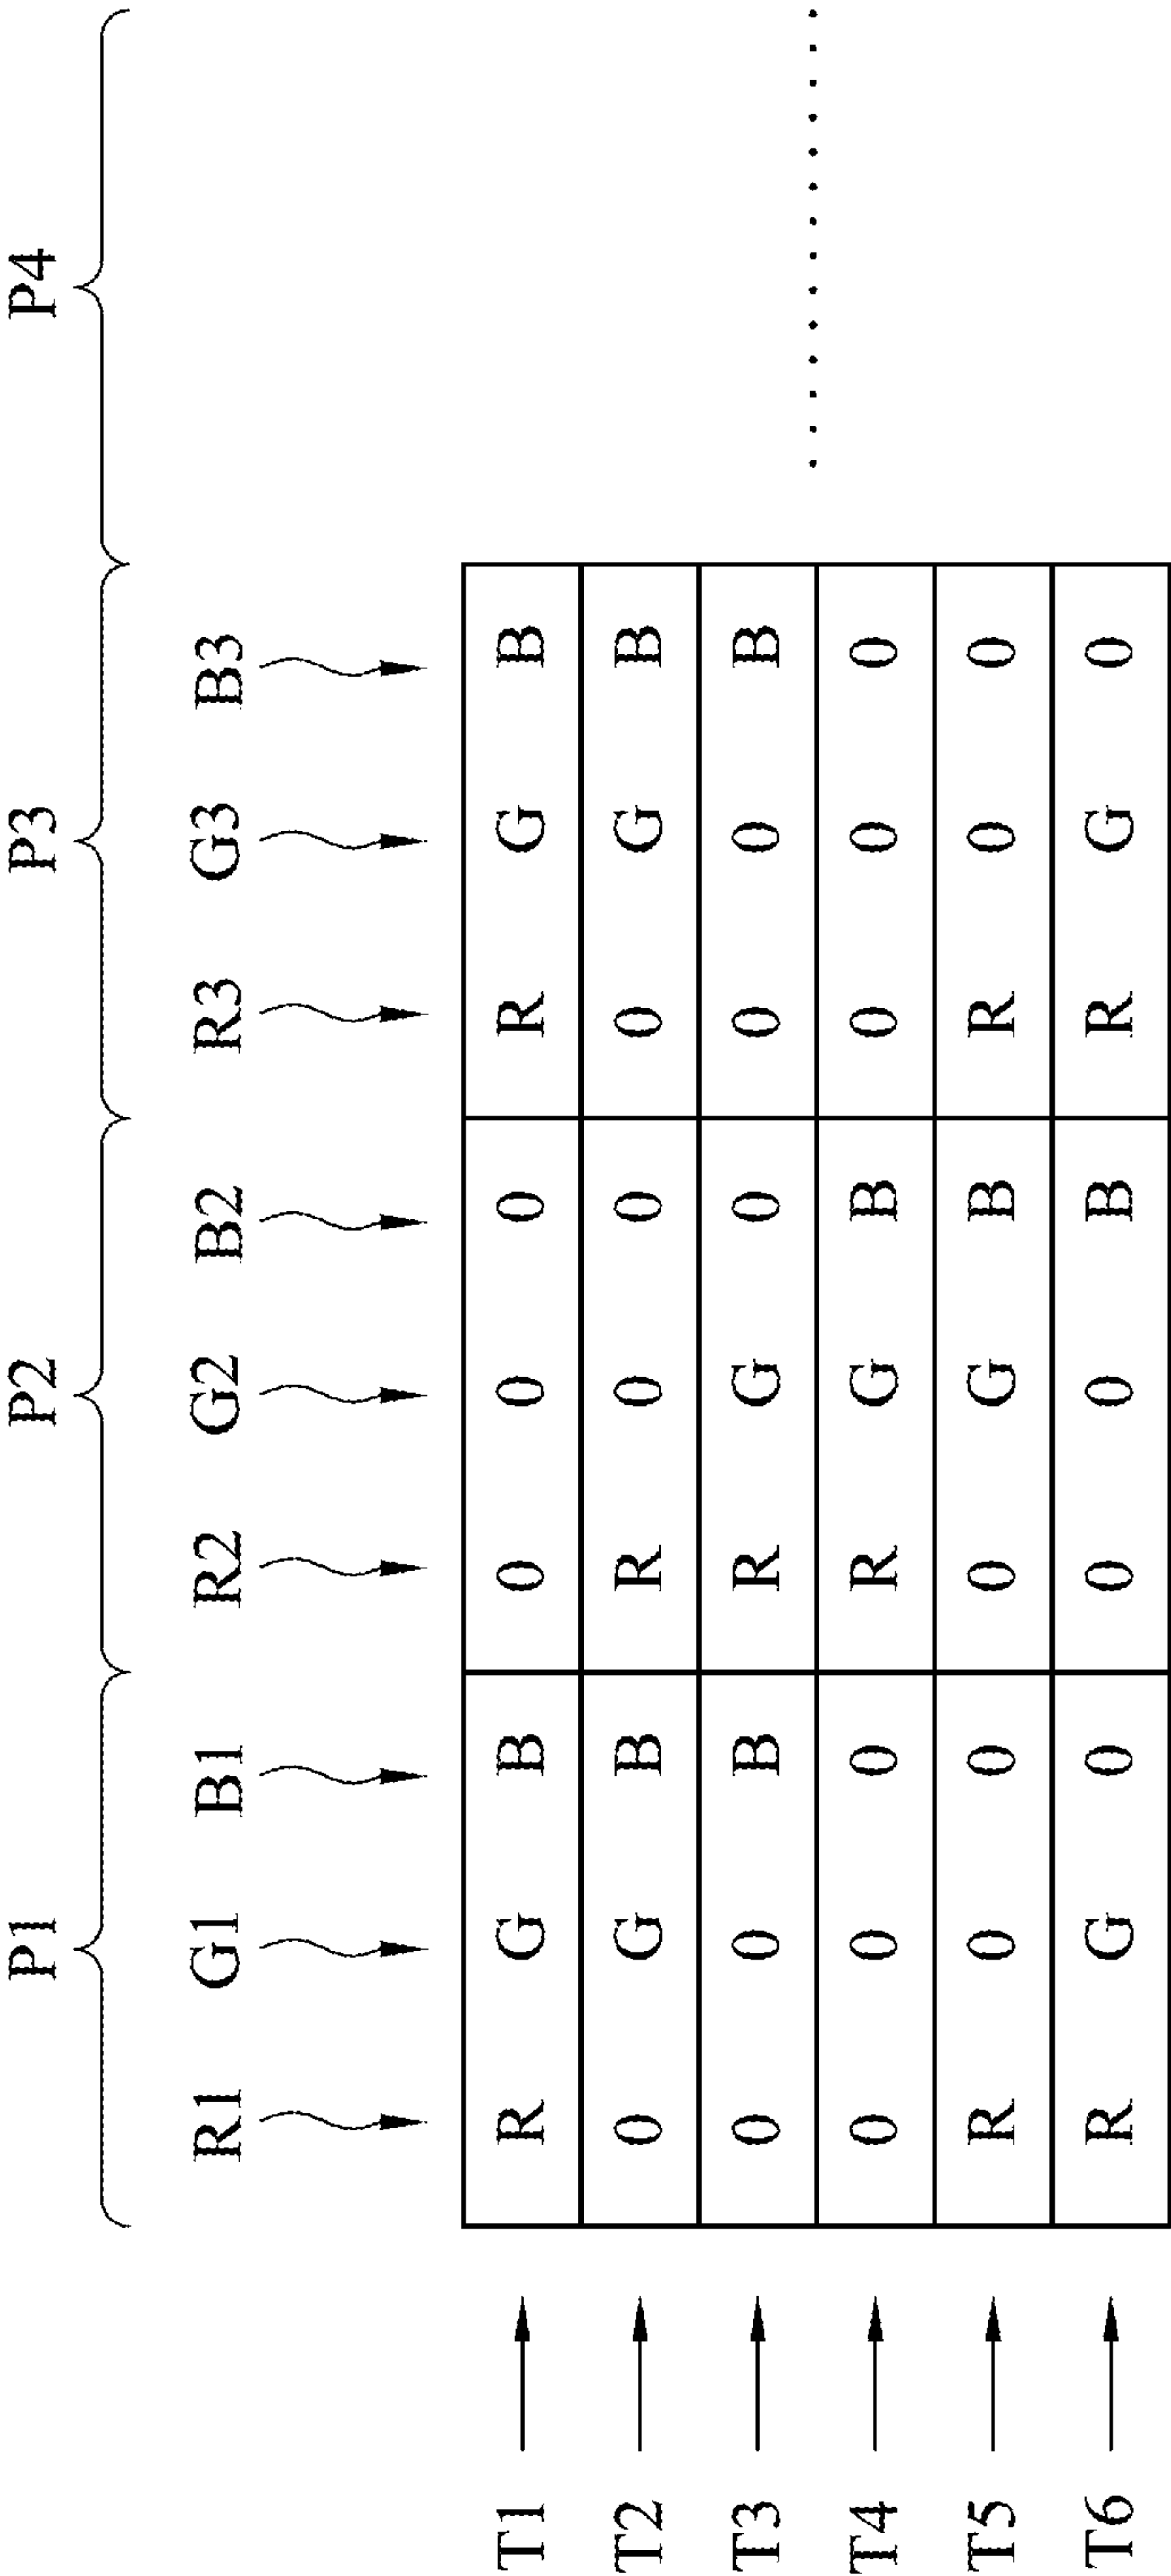 P1 P2 P3 P4
R1 G1 B1 R2 G2 B2 R3 G3 B3
T1 R G B 0 0 0 R G B
T2 0 G B R 0 0 0 G B
T3 0 0 B R G 0 0 0 B
T4 0 0 0 R G B 0 0 0
T5 R 0 0 0 G B R 0 0
T6 R G 0 0 0 B R G 0